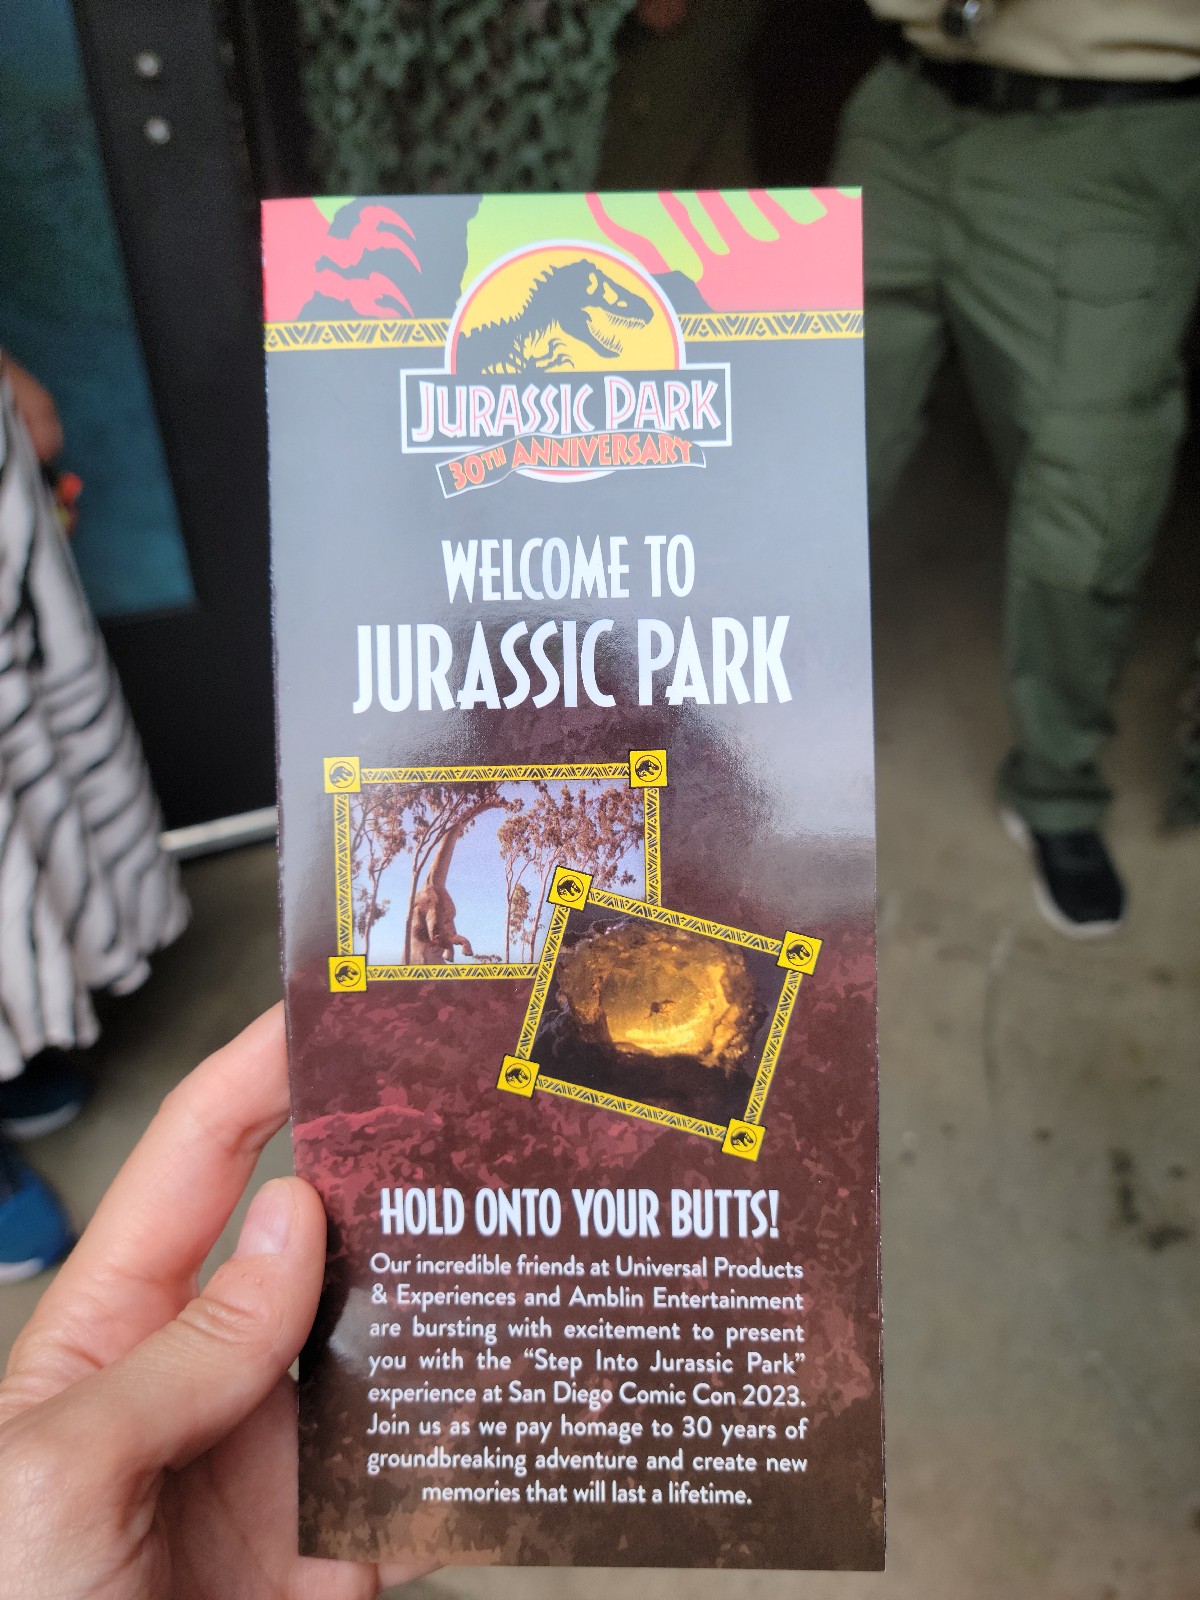 JURASSIC PARK
30TH ANNIVERSARY
WELCOME TO
JURASSIC PARK
HOLD ONTO YOUR BUTTS!
Our incredible friends at Universal Products
& Experiences and Amblin Entertainment
are bursting with excitement to present
you with the “Step Into Jurassic Park”
experience at San Diego Comic Con 2023.
Join us as we pay homage to 30 years of
groundbreaking adventure and create new
memories that will last a lifetime.